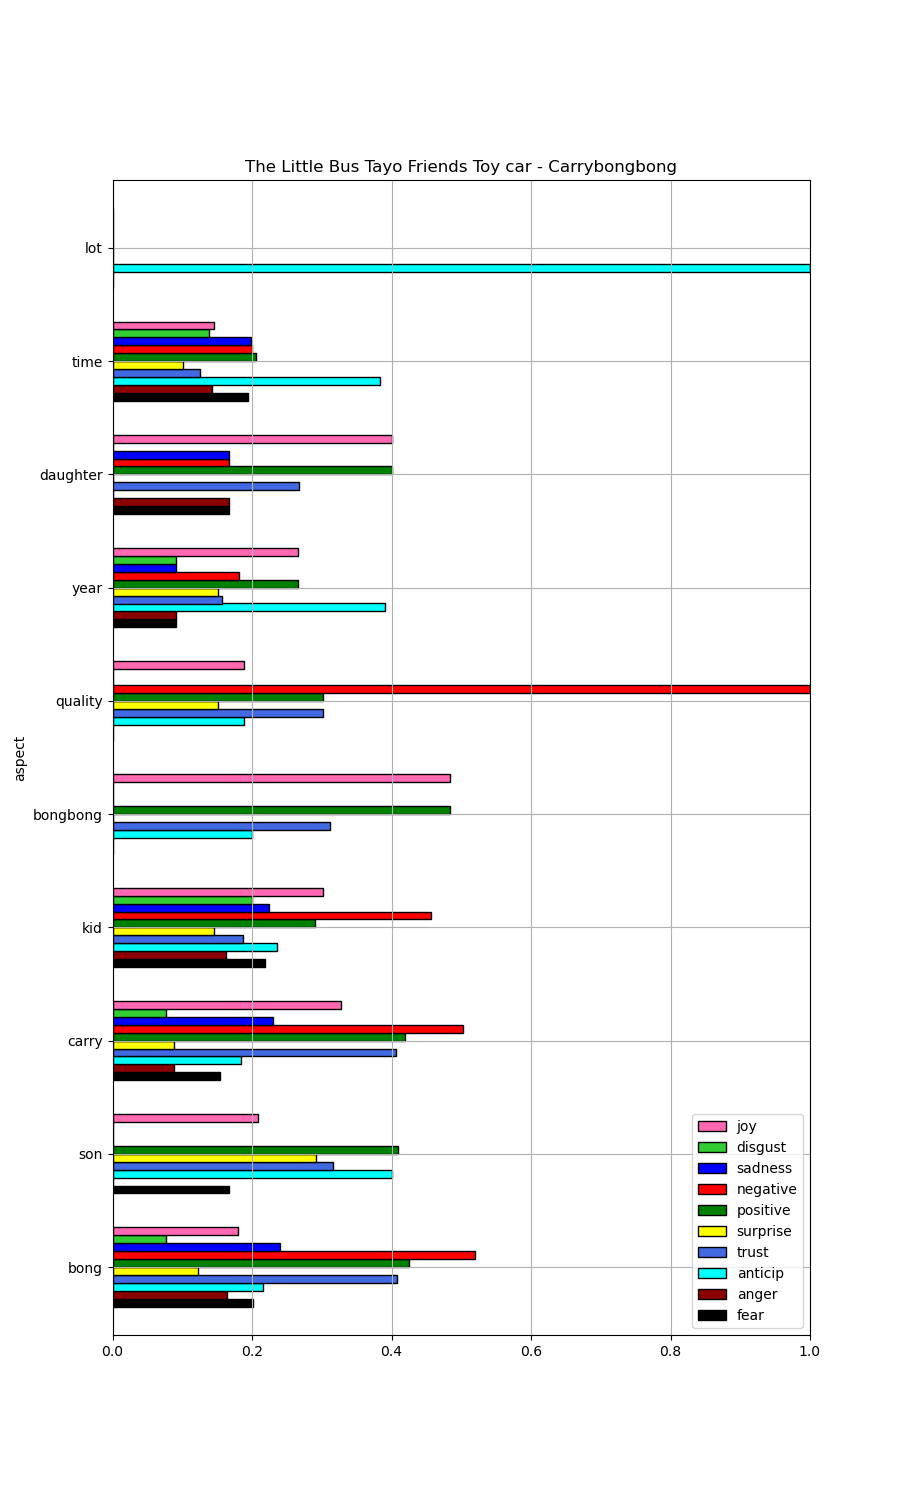 The Little Bus Tayo Friends Toy car - Carrybongbong
lot
time
daughter
year
quality
aspect
bongbong
kid
carry
son
bong
joy
disgust
sadness
negative
positive
surprise
trust
anticip
anger
fear
0.0 0.2 0.4 0.6 0.8 1.0